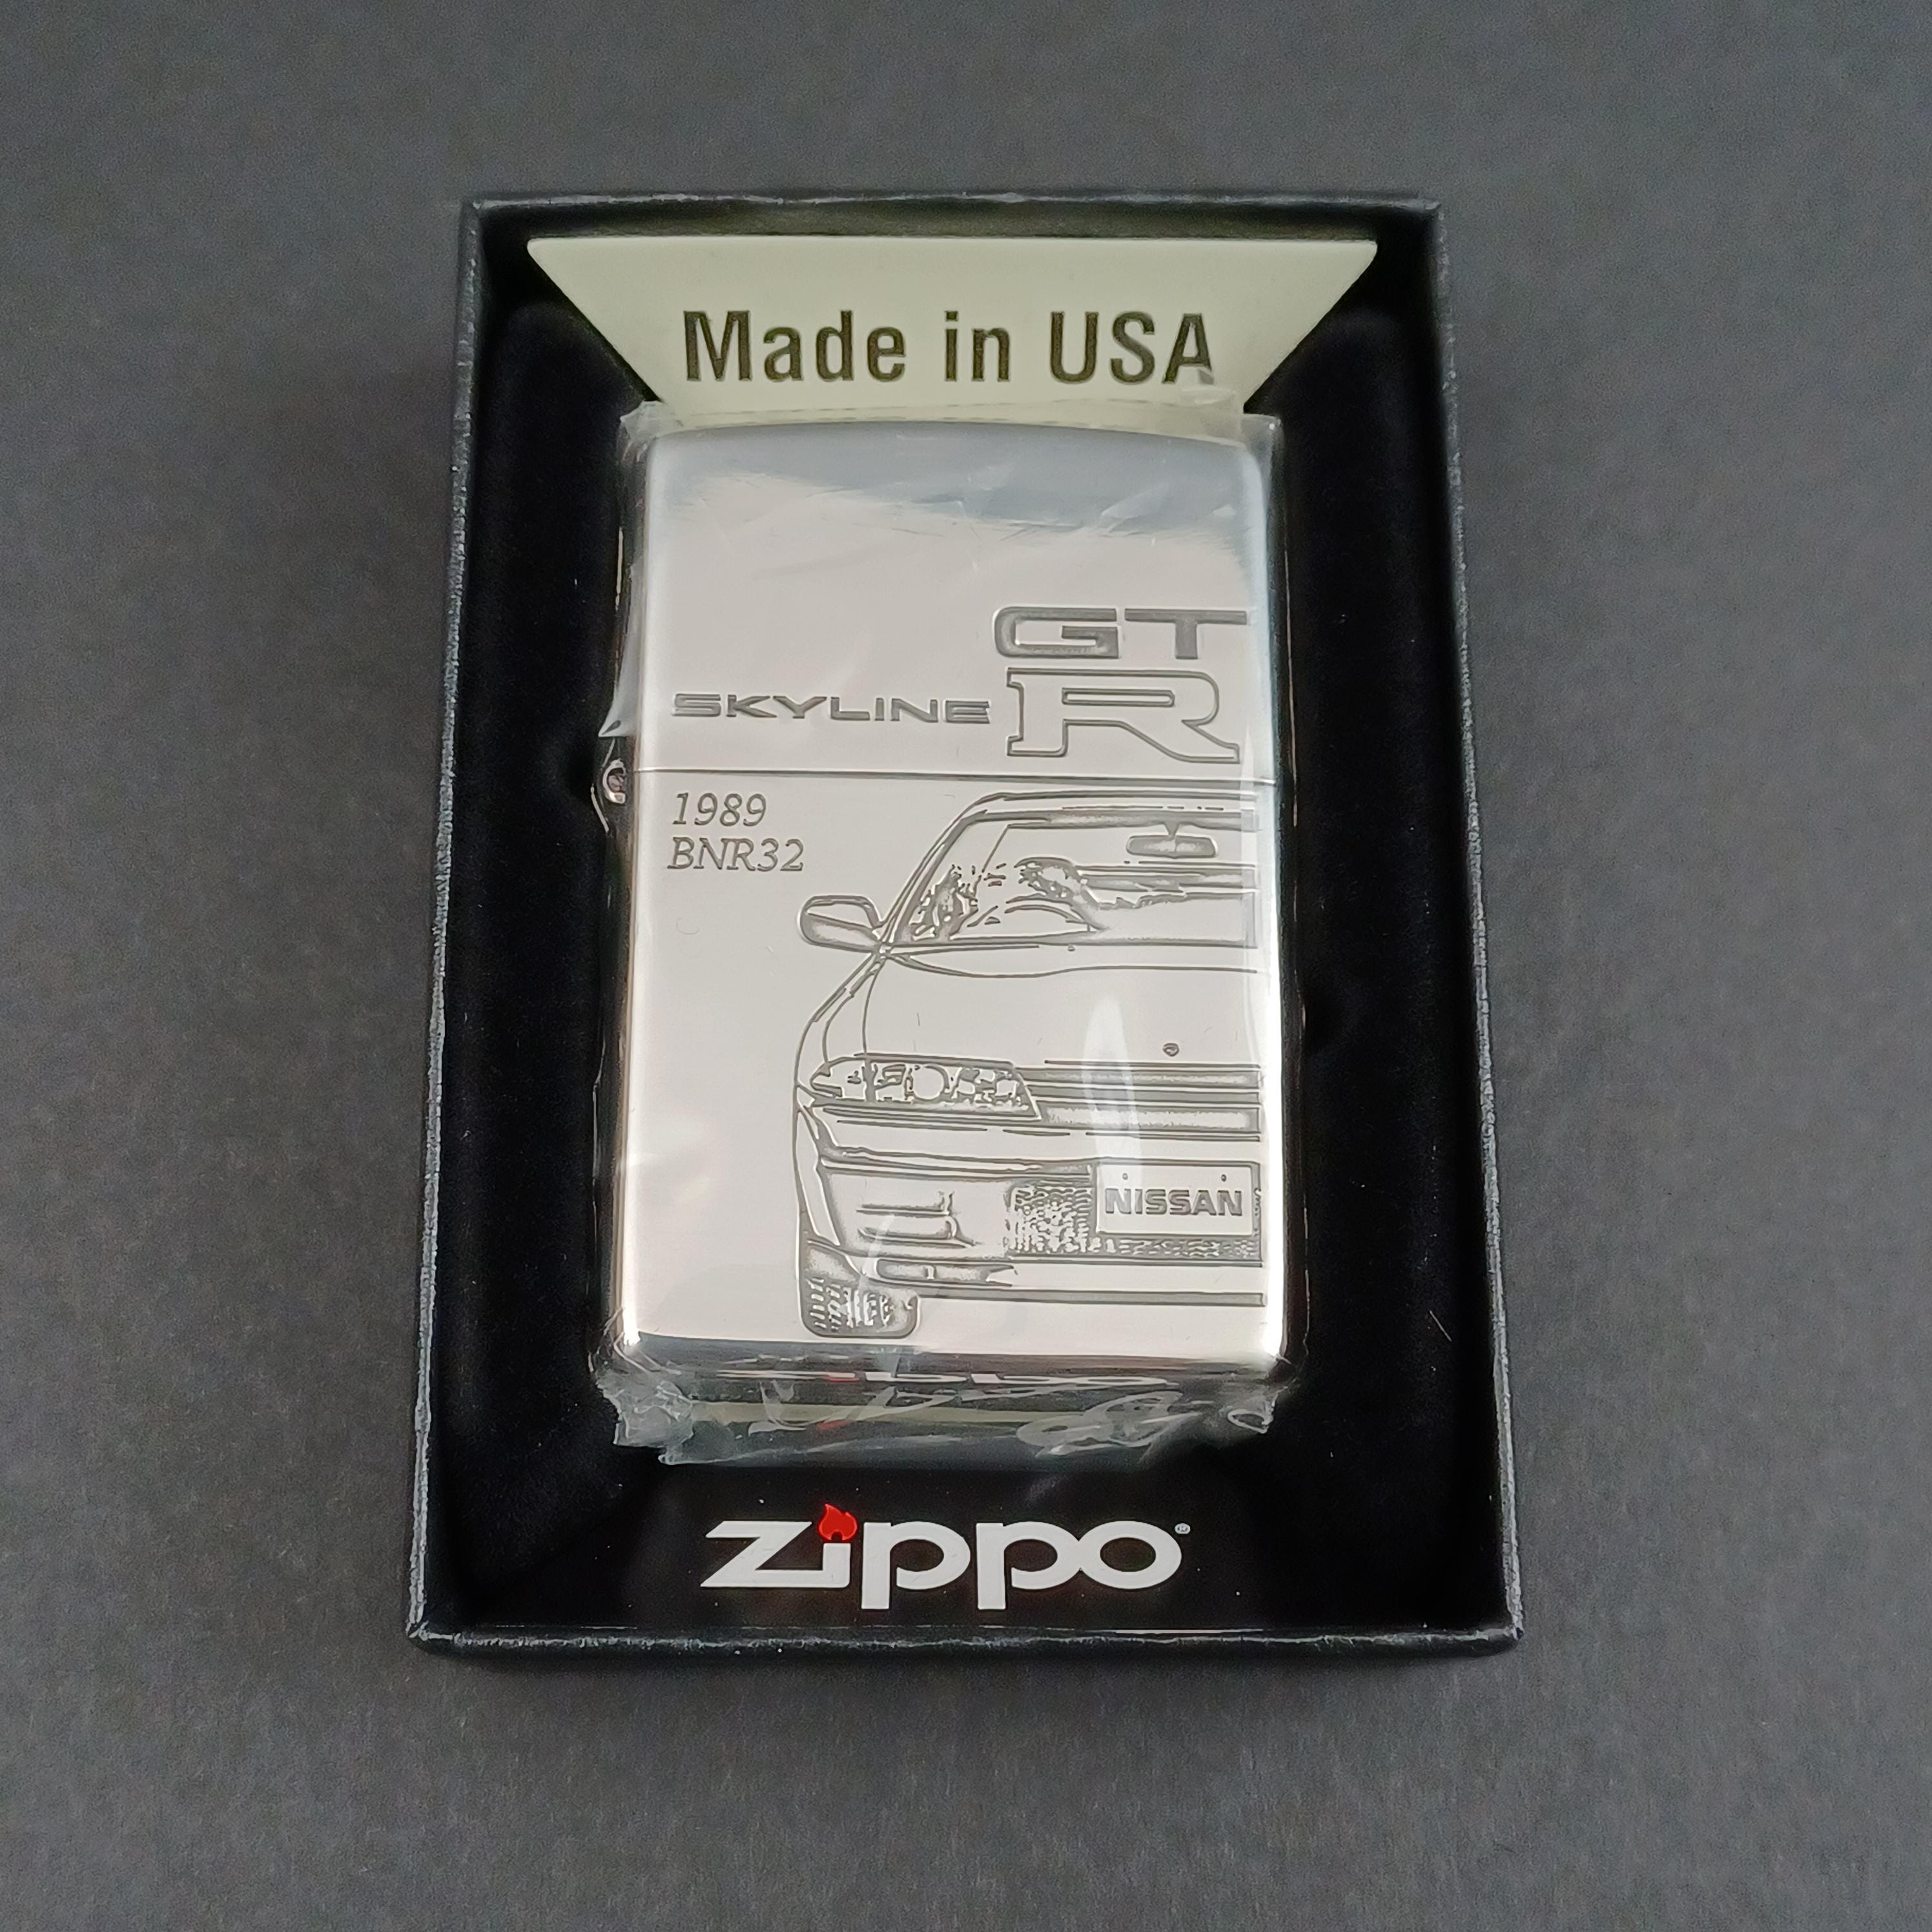 Made in USA
GT
SKYLINE R
1989
BNR32
NISSAN
zippo®